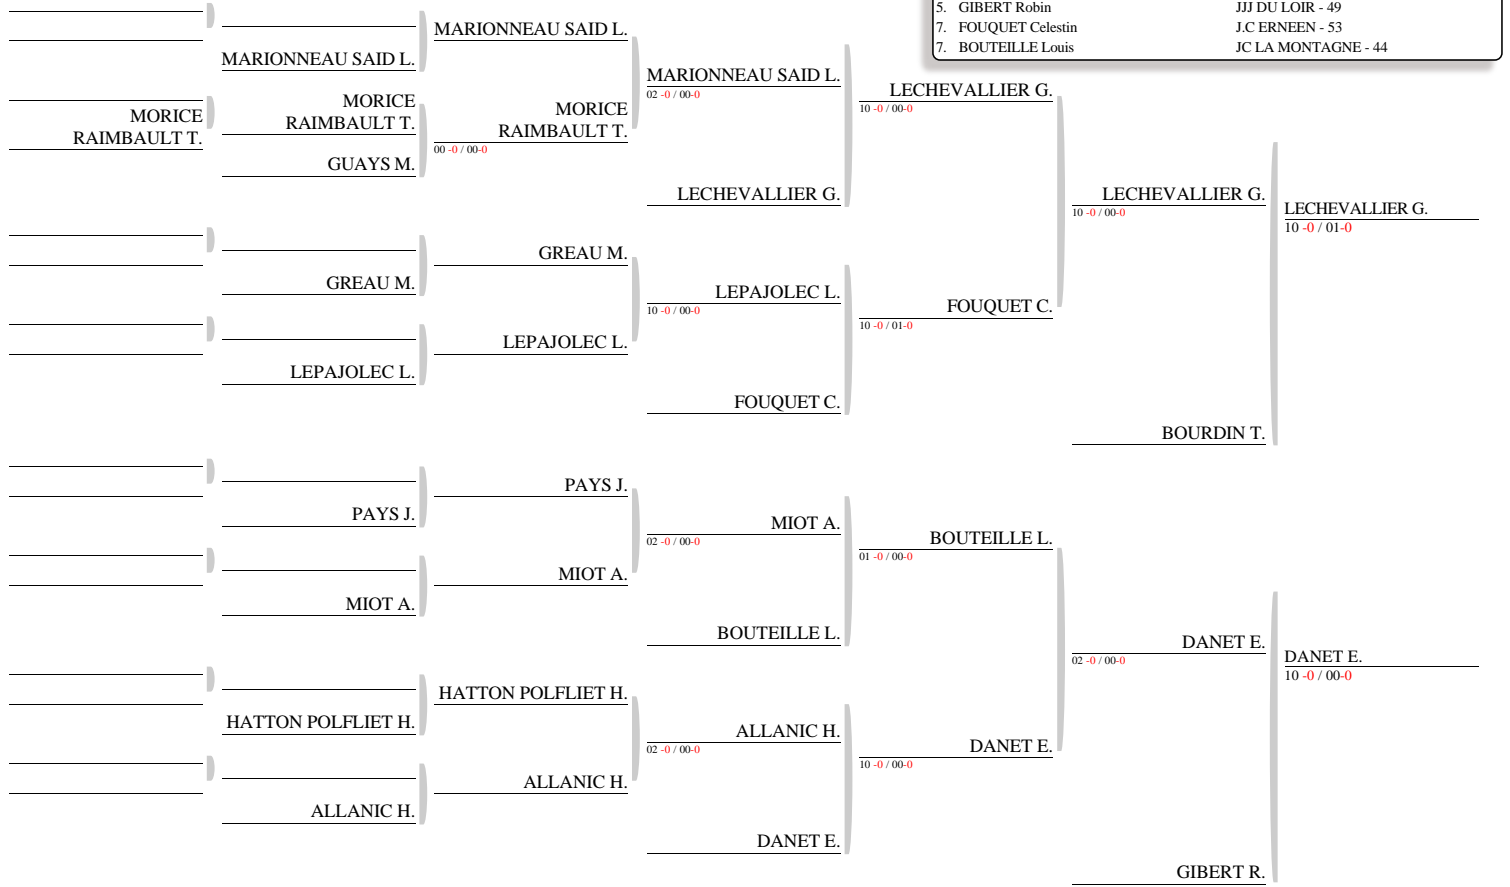 5. GIBERT Robin JJJ DU LOIR - 49
7. FOUQUET Celestin J.C ERNEEN - 53
7. BOUTEILLE Louis JC LA MONTAGNE - 44
MORICE
RAIMBAULT T.
MARIONNEAU SAID L.
MORICE
RAIMBAULT T.
GUAYS M.
GREAU M.
LEPAJOLEC L.
PAYS J.
MIOT A.
HATTON POLFLIET H.
ALLANIC H.
MARIONNEAU SAID L.
MORICE
RAIMBAULT T.
00 -0 / 00-0
GREAU M.
LEPAJOLEC L.
PAYS J.
MIOT A.
HATTON POLFLIET H.
ALLANIC H.
MARIONNEAU SAID L.
02 -0 / 00-0
LECHEVALLIER G.
LEPAJOLEC L.
10 -0 / 00-0
FOUQUET C.
MIOT A.
02 -0 / 00-0
BOUTEILLE L.
ALLANIC H.
02 -0 / 00-0
DANET E.
LECHEVALLIER G.
10 -0 / 00-0
FOUQUET C.
10 -0 / 01-0
BOUTEILLE L.
01 -0 / 00-0
DANET E.
10 -0 / 00-0
LECHEVALLIER G.
10 -0 / 00-0
BOURDIN T.
DANET E.
02 -0 / 00-0
GIBERT R.
LECHEVALLIER G.
10 -0 / 01-0
DANET E.
10 -0 / 00-0